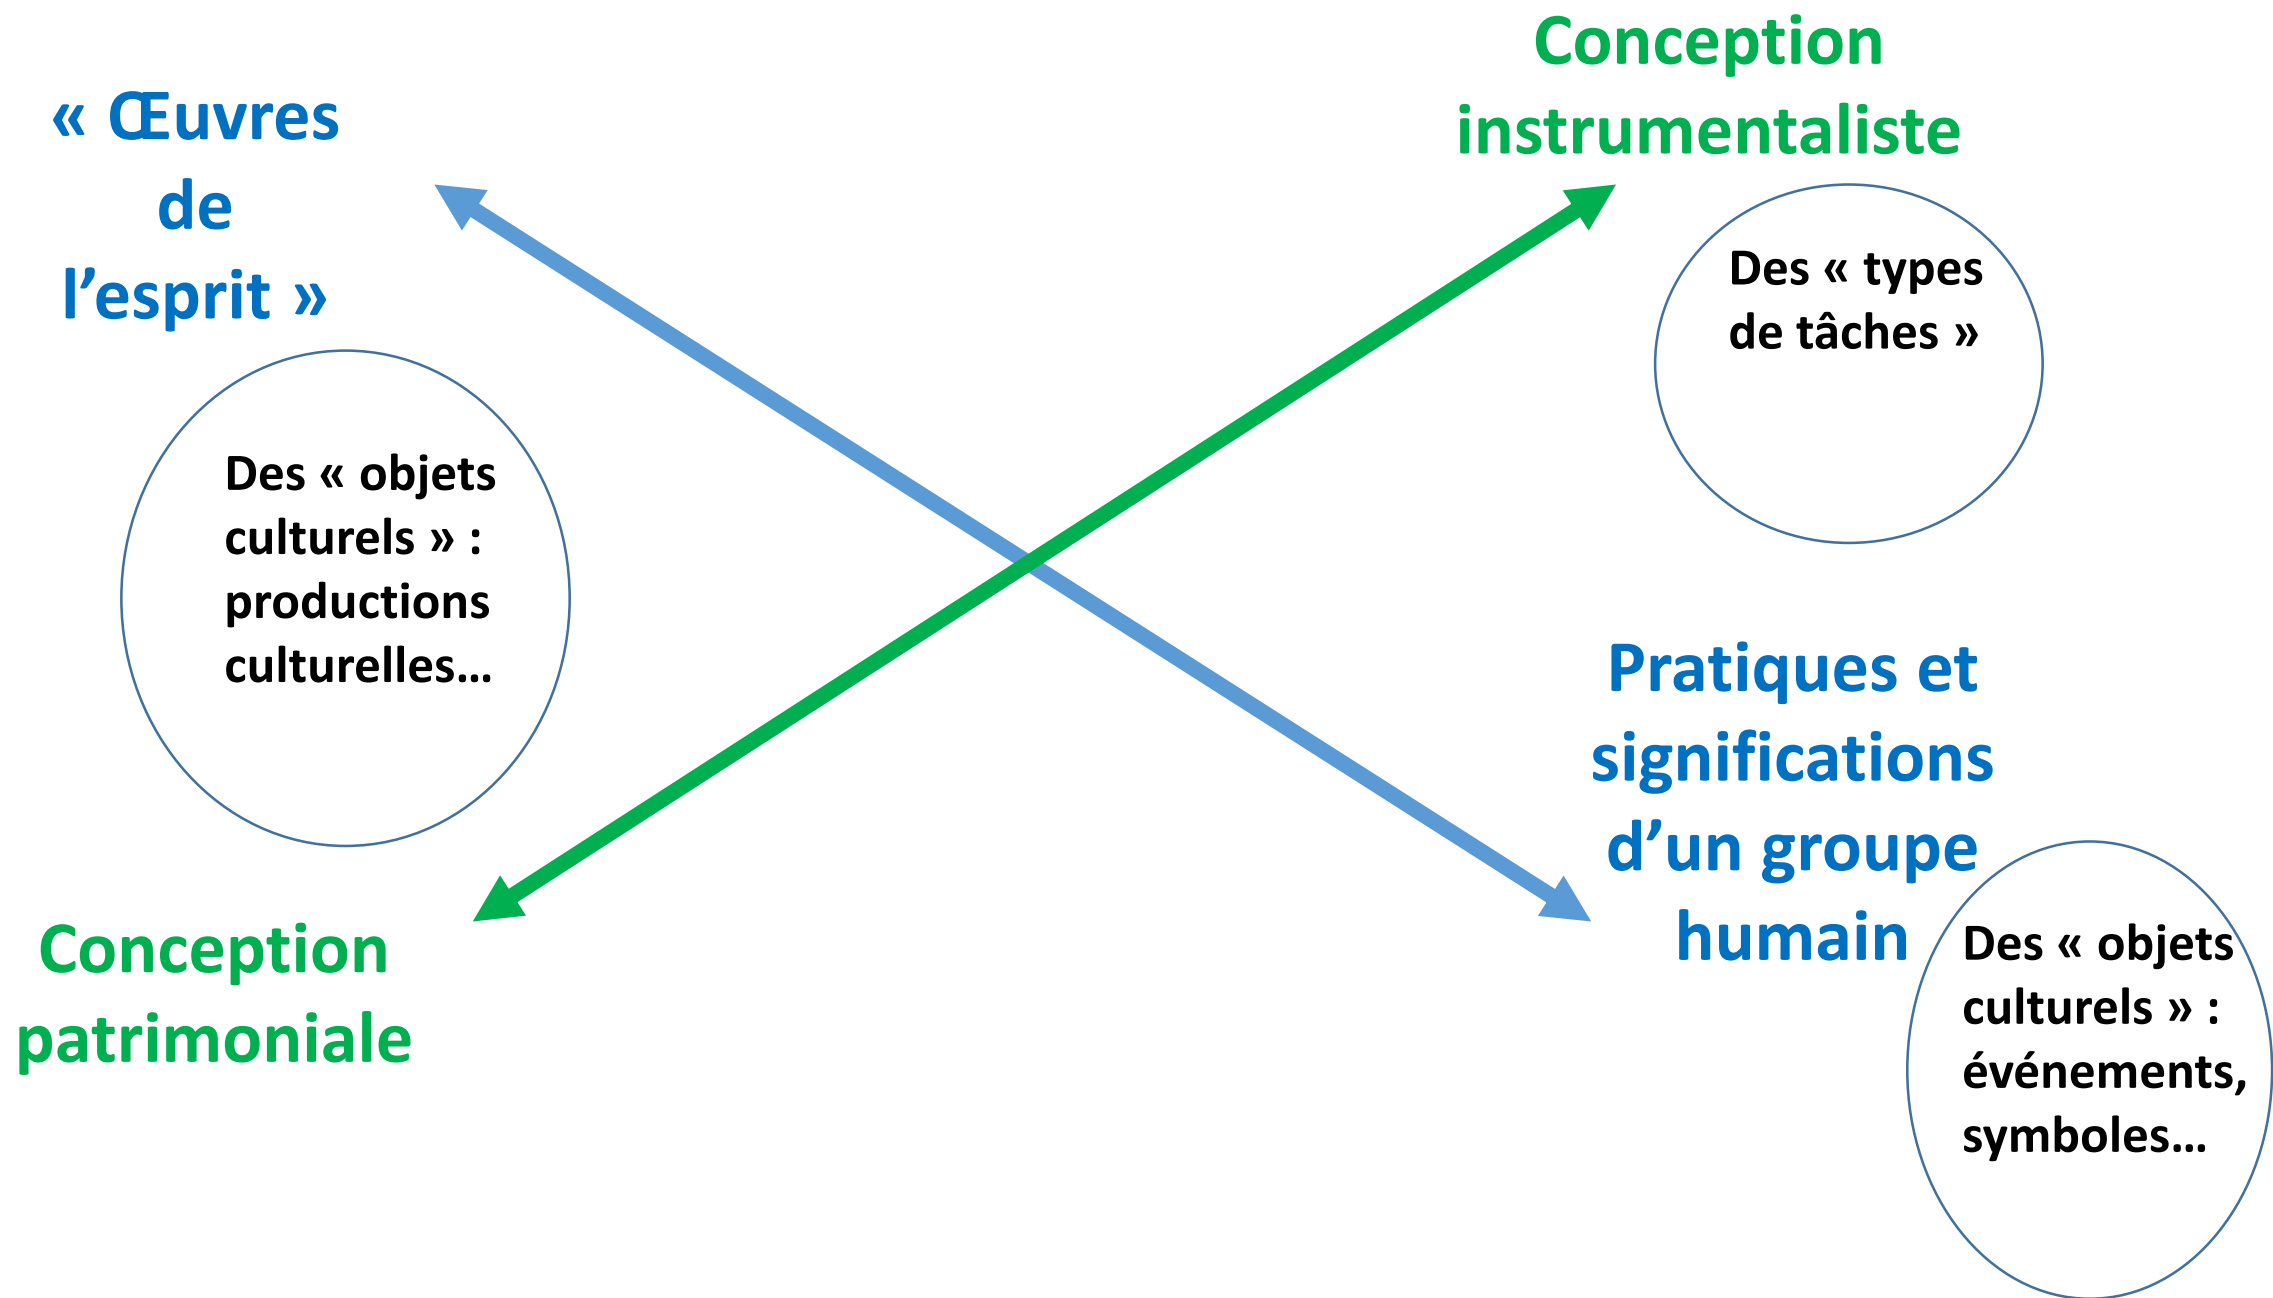 « Œuvres
de
l’esprit »
Des « objets
culturels » :
productions
culturelles…
Conception
patrimoniale
Conception
instrumentaliste
Des « types
de tâches »
Pratiques et
significations
d’un groupe
humain
Des « objets
culturels » :
événements,
symboles…